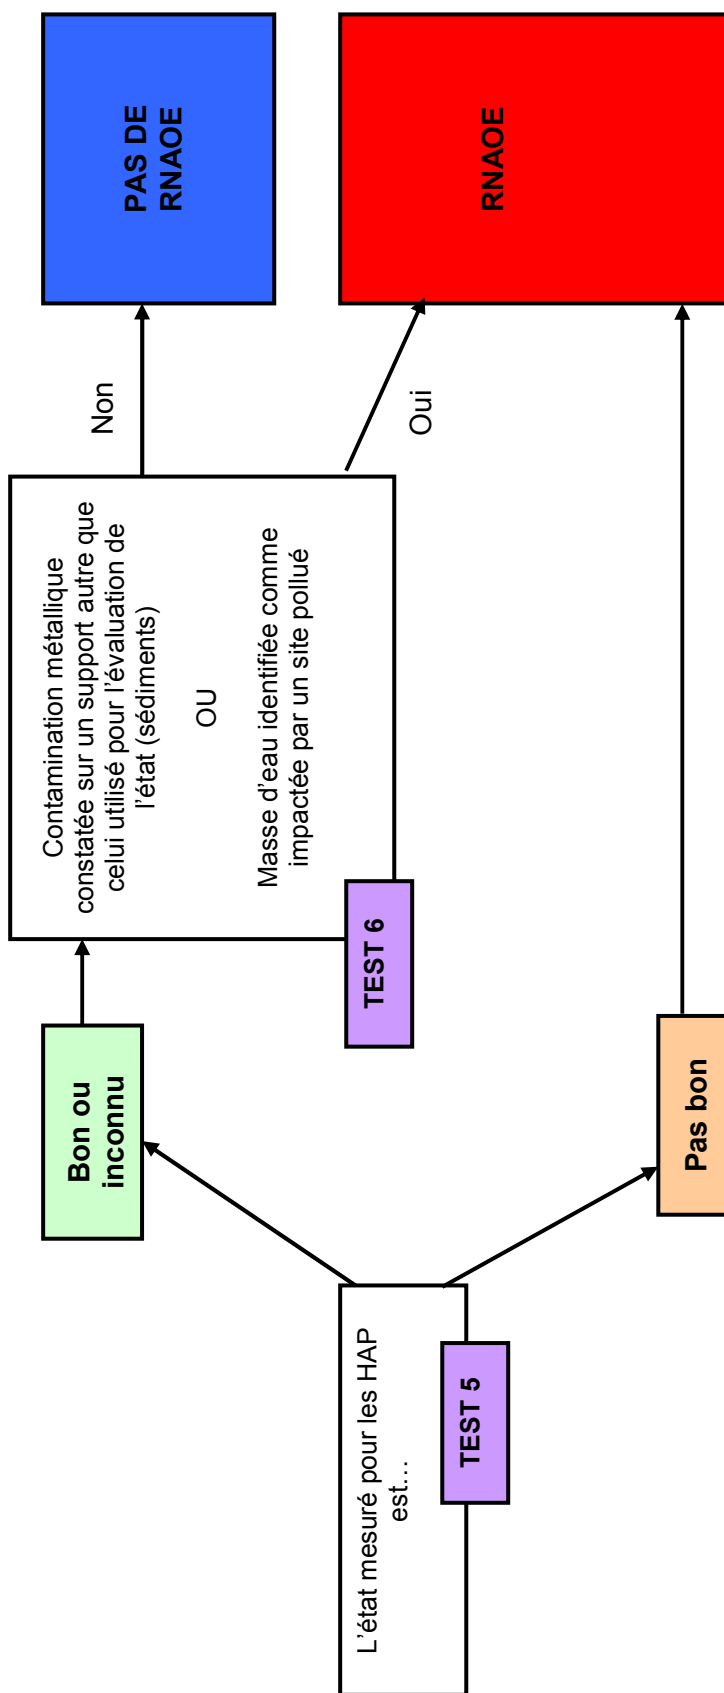 L'état mesuré pour les HAP
est…
TEST 5
Bon ou
inconnu
Pas bon
Contamination métallique
constatée sur un support autre que
celui utilisé pour l'évaluation de
l'état (sédiments)
OU
Masse d'eau identifiée comme
impactée par un site pollué
TEST 6
Non
Oui
PAS DE
RNAOE
RNAOE